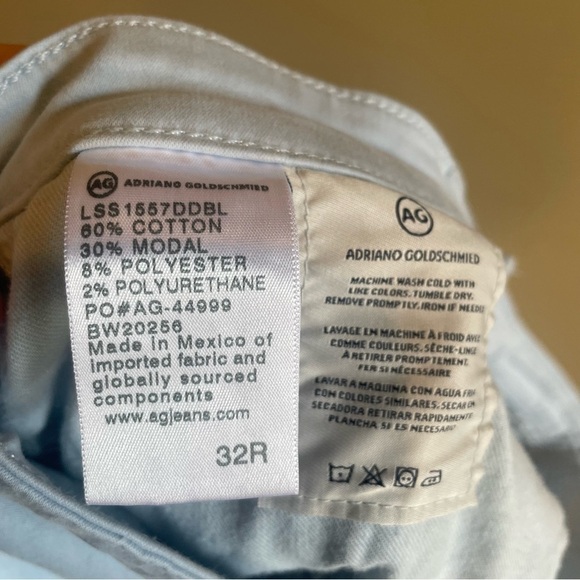 AG ADRIANO GOLDSCHMIED
LSS1557DDBL
60% COTTON
30% MODAL
8% POLYESTER
2% POLYURETHANE
PO#AG-44999
BW20256
Made in Mexico of
imported fabric and
globally sourced
components
www.agjeans.com
32R
AG
ADRIANO GOLDSCHMIED
MACHINE WASH COLD WITH
LIKE COLORS. TUMBLE DRY.
REMOVE PROMPTLY. IRON IF NEEDED
LAVAGE EN MACHINE À FROID AVEC
COMME COULEURS. SÈCHE-LINGE
À RETIRER PROMPTEMENT.
FER SI NÉCESSAIRE
LAVAR A MAQUINA CON AGUA FRIA
CON COLORES SIMILARES. SECAR EN
SECADORA RETIRAR RAPIDAMENTE
PLANCHA SI ES NECESARIO